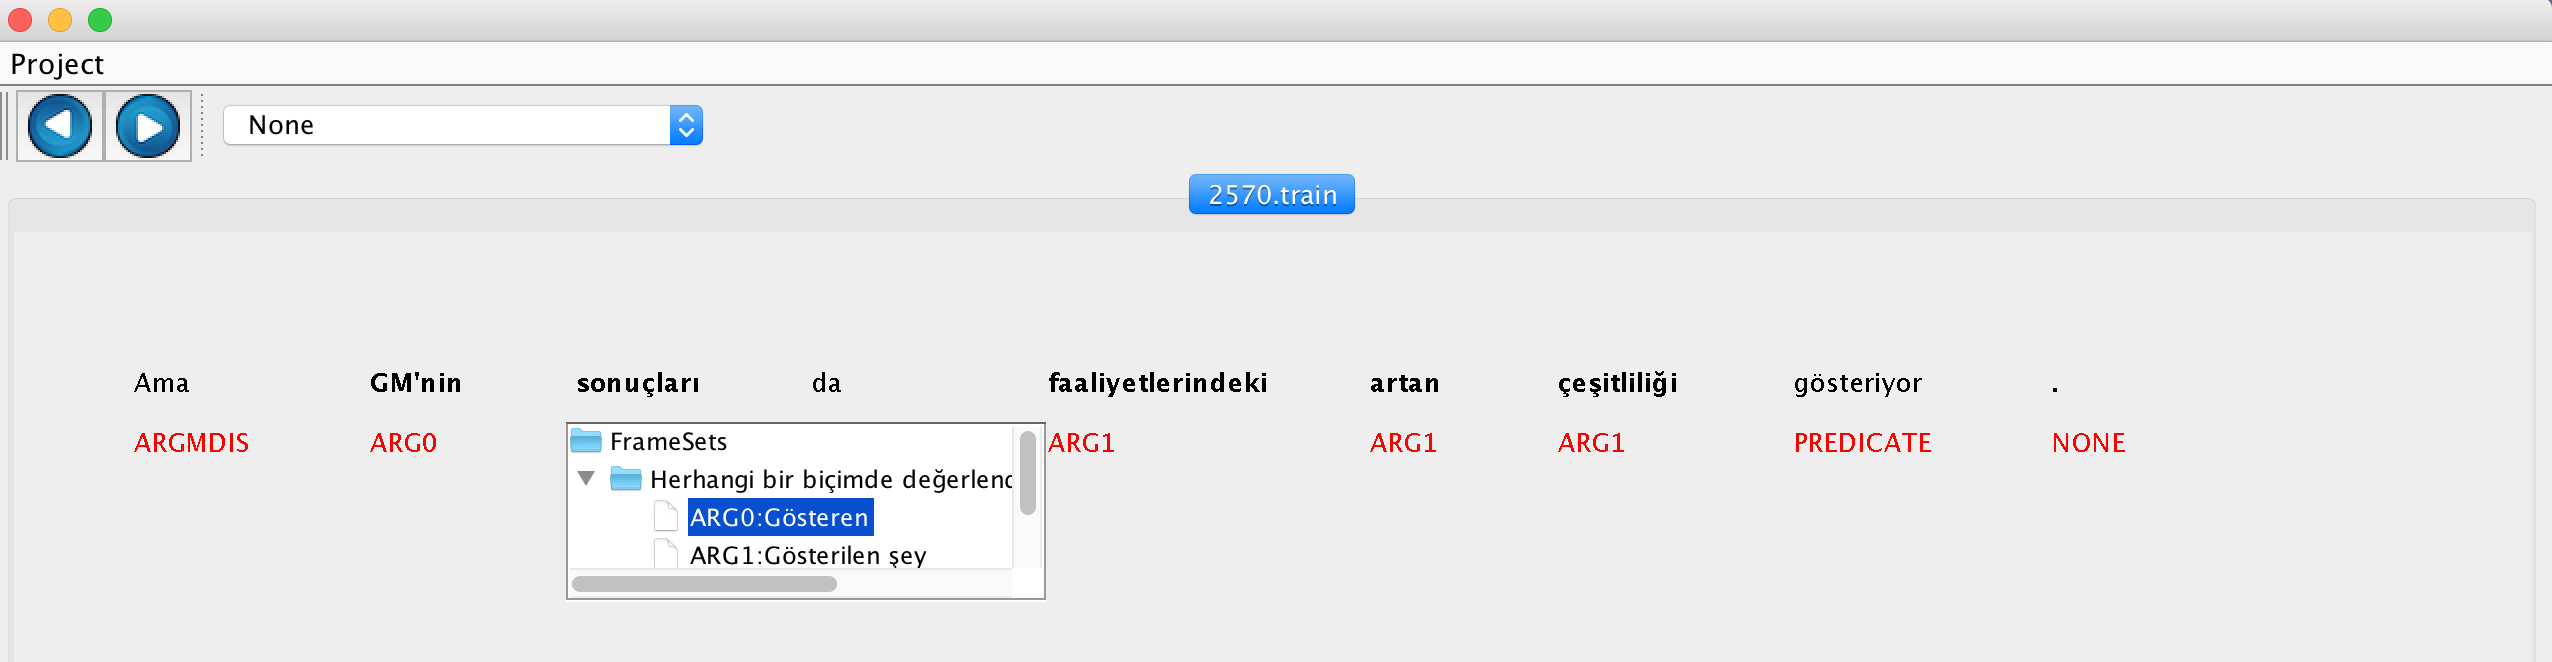 Project
None
2570.train
Ama GM'nin sonuçları da faaliyetlerindeki artan çeşitliliği gösteriyor .
ARGMDIS ARG0 ARG1 ARG1 ARG1 PREDICATE NONE
FrameSets
Herhangi bir biçimde
ARG0:Gösteren
ARG1:Gösterilen şey